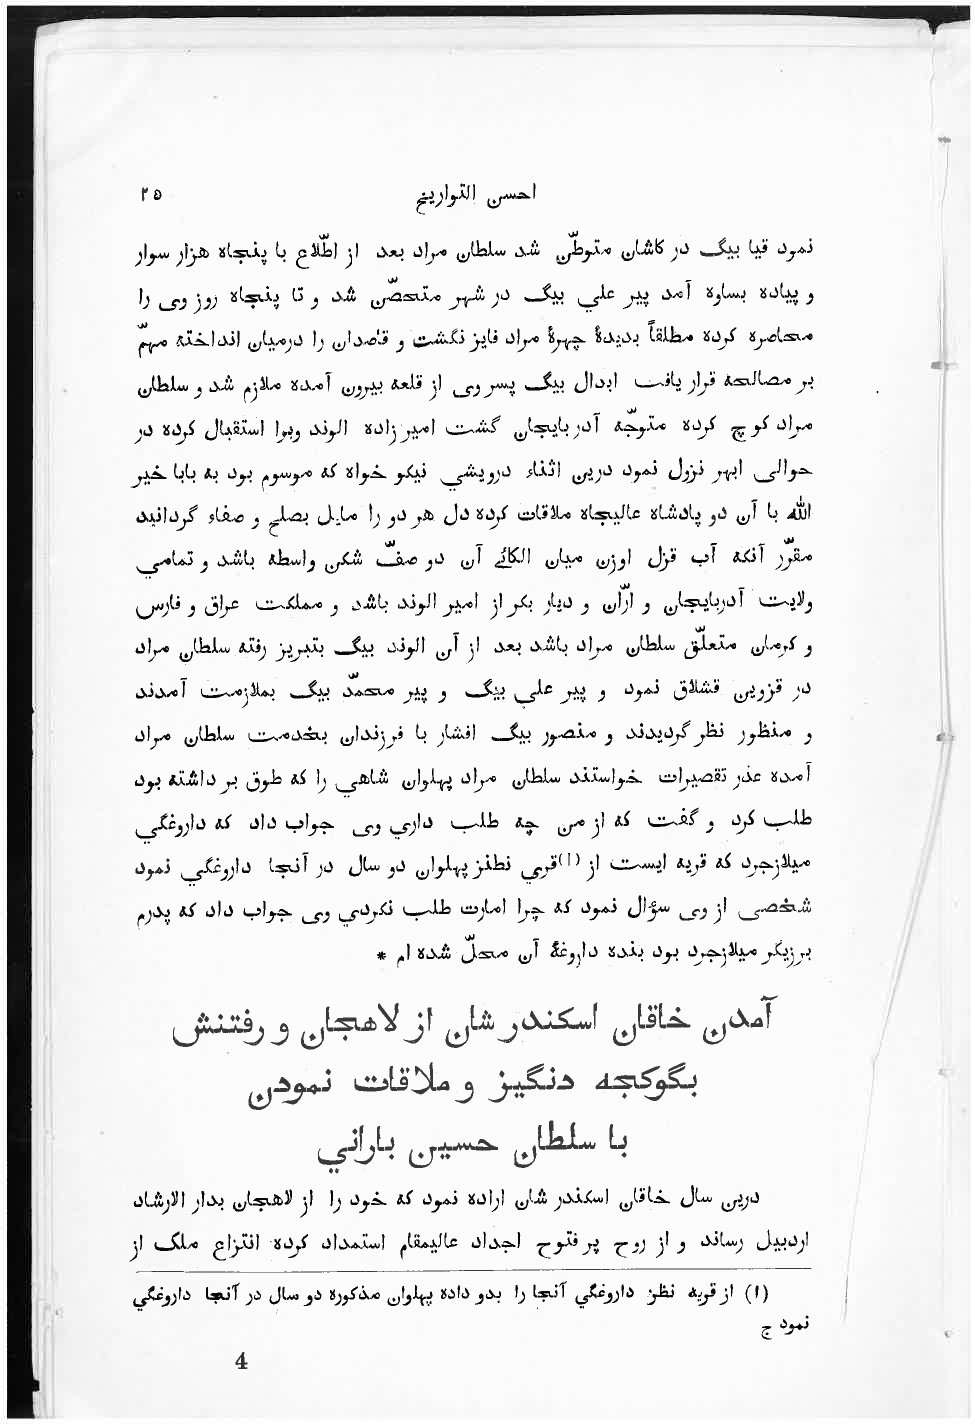 احسن التواريخ ۲۵
نمود قیا بیگ در کاشان متوطّن شد سلطان مراد بعد از اطّلاع با پنجاه هزار سوار
و پیاده بساوه آمد پیر علي بیگ در شهر متحصّن شد و تا پنجاه روز وی را
محاصره کرده مطلقاً بدیدهٔ چهرهٔ مراد فایز نگشت و قاصدان را درمیان انداخته مهمّ
بر مصالحه قرار یافت ابدال بیگ پسر وی از قلعه بیرون آمده ملازم شد و سلطان
مراد کوچ کرده متوجّه آذربایجان گشت امیر زاده الوند ویرا استقبال کرده در
حوالی ابهر نزول نمود درین اثناء درویشي نیکو خواه که موسوم بود به بابا خیر
الله با آن دو پادشاه عالیجاه ملاقات کرده دل هر دو را مایل بصلح و صفاء گردانید
مقرّر آنکه آب قزل اوزن میان الکائے آن دو صفّ شکن واسطه باشد و تمامي
ولایت آذربایجان و ارّان و دیار بکر از امیر الوند باشد و مملکت عراق و فارس
و کرمان متعلّق سلطان مراد باشد بعد از آن الوند بیگ بتبریز رفته سلطان مراد
در قزوین قشلاق نمود و پیر علي بیگ و پیر محمّد بیگ بملازمت آمدند
و منظور نظر گردیدند و منصور بیگ افشار با فرزندان بخدمت سلطان مراد
آمده عذر تقصیرات خواستند سلطان مراد پهلوان شاهي را که طوق بر داشته بود
طلب کرد و گفت که از من چه طلب داري وی جواب داد که داروغگي
میلازجرد که قریه ایست از (۱)قري نطنز پهلوان دو سال در آنجا داروغگي نمود
شخصی از وی سؤال نمود که چرا امارت طلب نکردي وی جواب داد که پدرم
برزیگر میلازجرد بود بنده داروغهٔ آن محلّ شده ام *
آمدن خاقان اسکندر شان از لاهجان و رفتنش
بگوکجه دنگیز و ملاقات نمودن
با سلطان حسین باراني
درین سال خاقان اسکندر شان اراده نمود که خود را از لاهجان بدار الارشاد
اردبیل رساند و از روح پر فتوح اجداد عالیمقام استمداد کرده انتزاع ملک از
(۱) از قریه نظز داروغگي آنجا را بدو داده پهلوان مذکوره دو سال در آنجا داروغگي
نمود ج
4